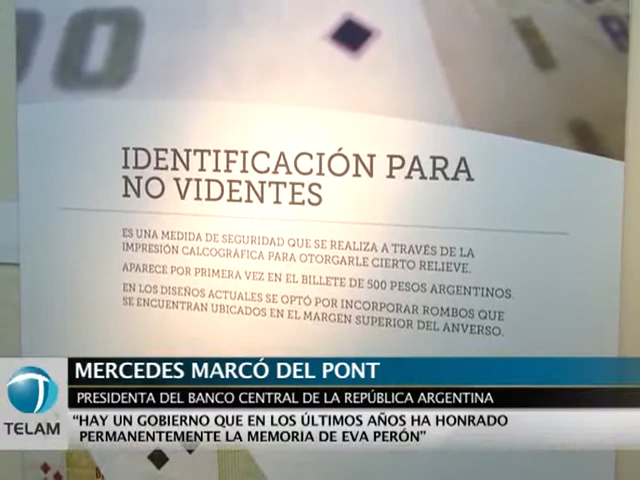 00
IDENTIFICACIÓN PARA
NO VIDENTES
ES UNA MEDIDA DE SEGURIDAD QUE SE REALIZA A TRAVÉS DE LA
IMPRESIÓN CALCOGRÁFICA PARA OTORGARLE CIERTO RELIEVE.
APARECE POR PRIMERA VEZ EN EL BILLETE DE 500 PESOS ARGENTINOS.
EN LOS DISEÑOS ACTUALES SE OPTÓ POR INCORPORAR ROMBOS QUE
SE ENCUENTRAN UBICADOS EN EL MARGEN SUPERIOR DEL ANVERSO.
MERCEDES MARCÓ DEL PONT
PRESIDENTA DEL BANCO CENTRAL DE LA REPÚBLICA ARGENTINA
TELAM
“HAY UN GOBIERNO QUE EN LOS ÚLTIMOS AÑOS HA HONRADO
PERMANENTEMENTE LA MEMORIA DE EVA PERÓN”